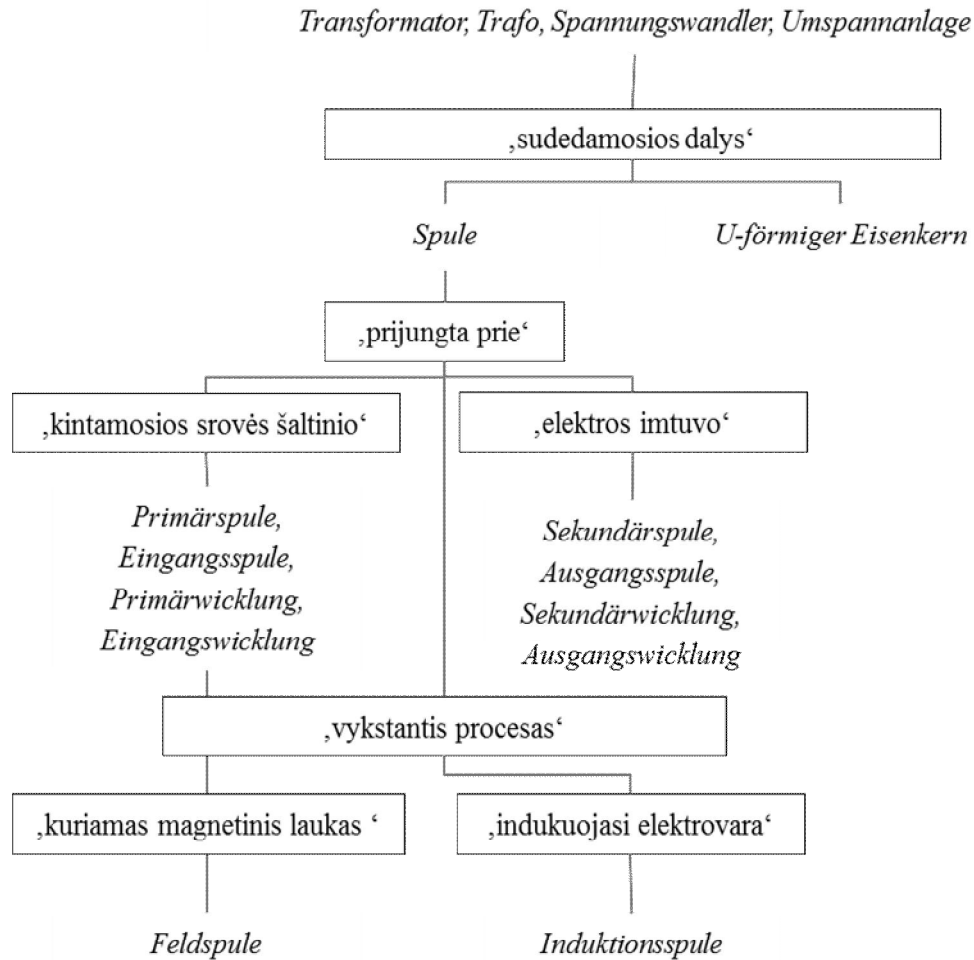 Transformator, Trafo, Spannungswandler, Umspannanlage
‚sudedamosios dalys‘
Spule
U-förmiger Eisenkern
‚prijungta prie‘
‚kintamosios srovės šaltinio‘
‚elektros imtuvo‘
Primärspule,
Eingangsspule,
Primärwicklung,
Eingangswicklung
Sekundärspule,
Ausgangsspule,
Sekundärwicklung,
Ausgangswicklung
‚vykstantis procesas‘
‚kuriamas magnetinis laukas ‘
‚indukuojasi elektrovara‘
Feldspule
Induktionsspule